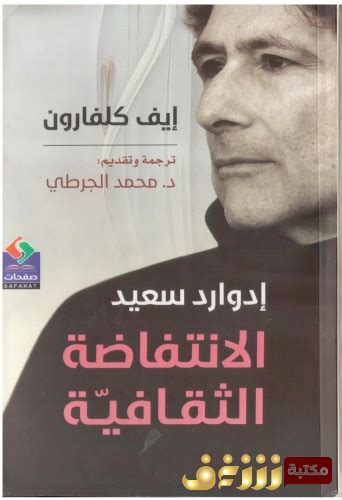 إيف كلفارون
ترجمة وتقديم:
د. محمد الجرطي
صفحات
SAFAHAT
إدوارد سعيد
الانتفاضة
الثقافيّة
مكتبة